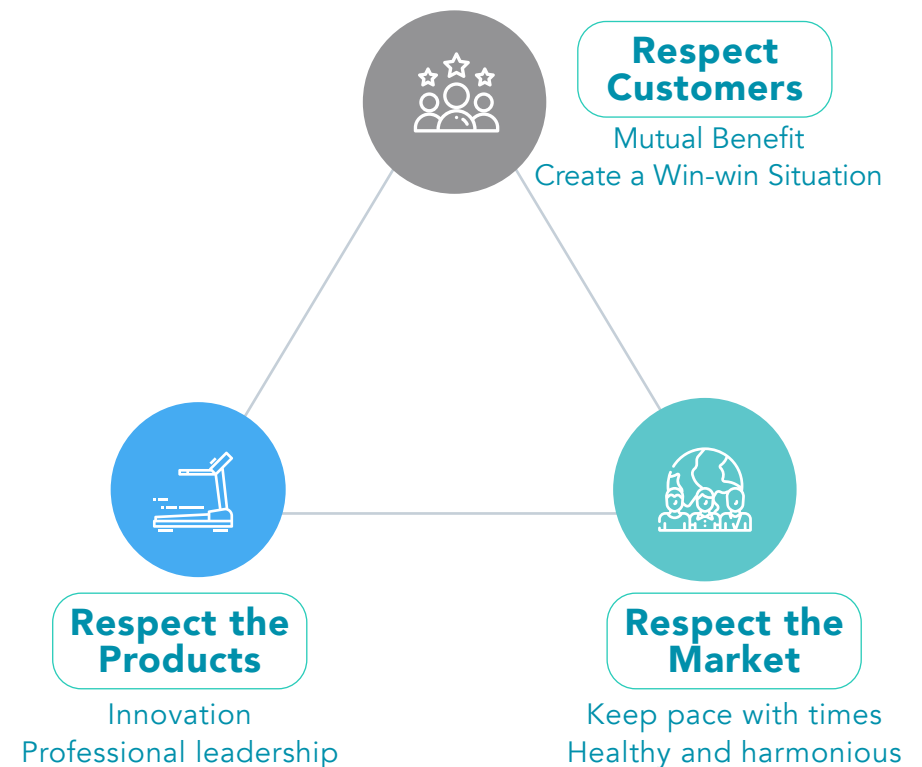 Respect
Customers
Mutual Benefit
Create a Win-win Situation
Respect the
Products
Innovation
Professional leadership
Respect the
Market
Keep pace with times
Healthy and harmonious